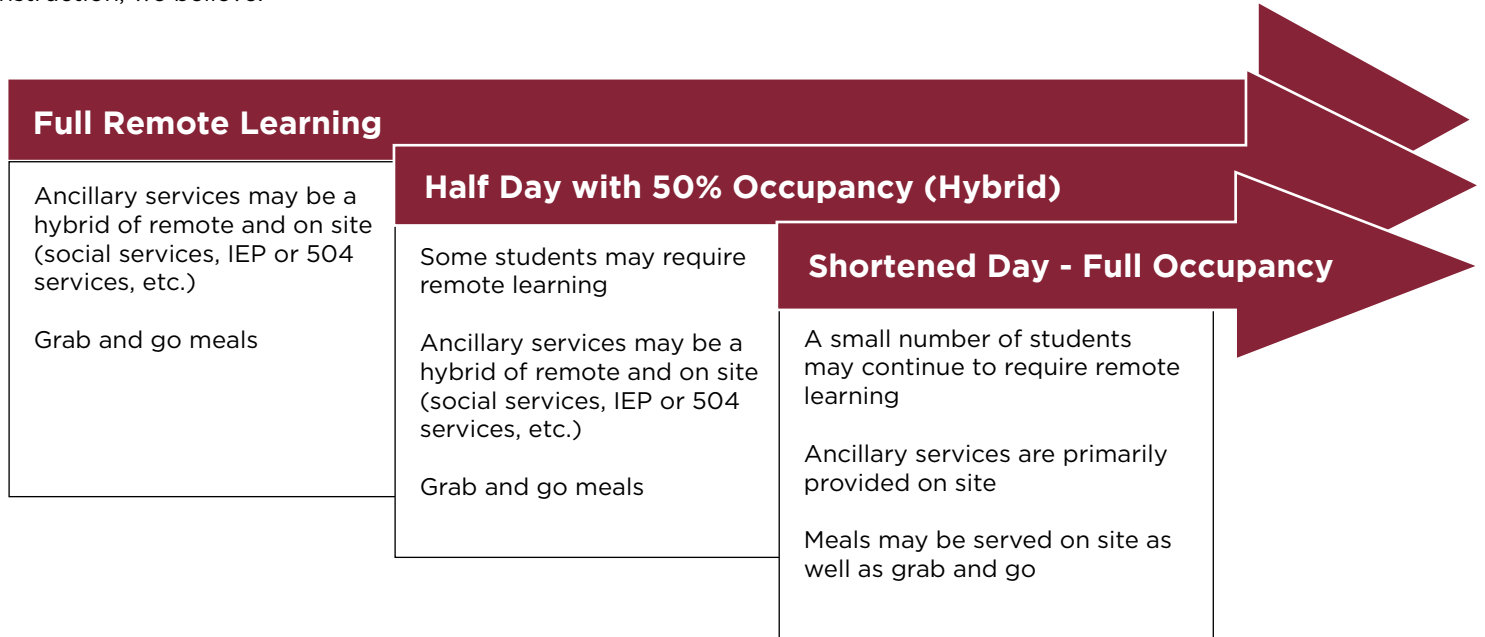 we believe.
Full Remote Learning
Ancillary services may be a
hybrid of remote and on site
(social services, IEP or 504
services, etc.)
Grab and go meals
Half Day with 50% Occupancy (Hybrid)
Some students may require
remote learning
Ancillary services may be a
hybrid of remote and on site
(social services, IEP or 504
services, etc.)
Grab and go meals
Shortened Day - Full Occupancy
A small number of students
may continue to require remote
learning
Ancillary services are primarily
provided on site
Meals may be served on site as
well as grab and go